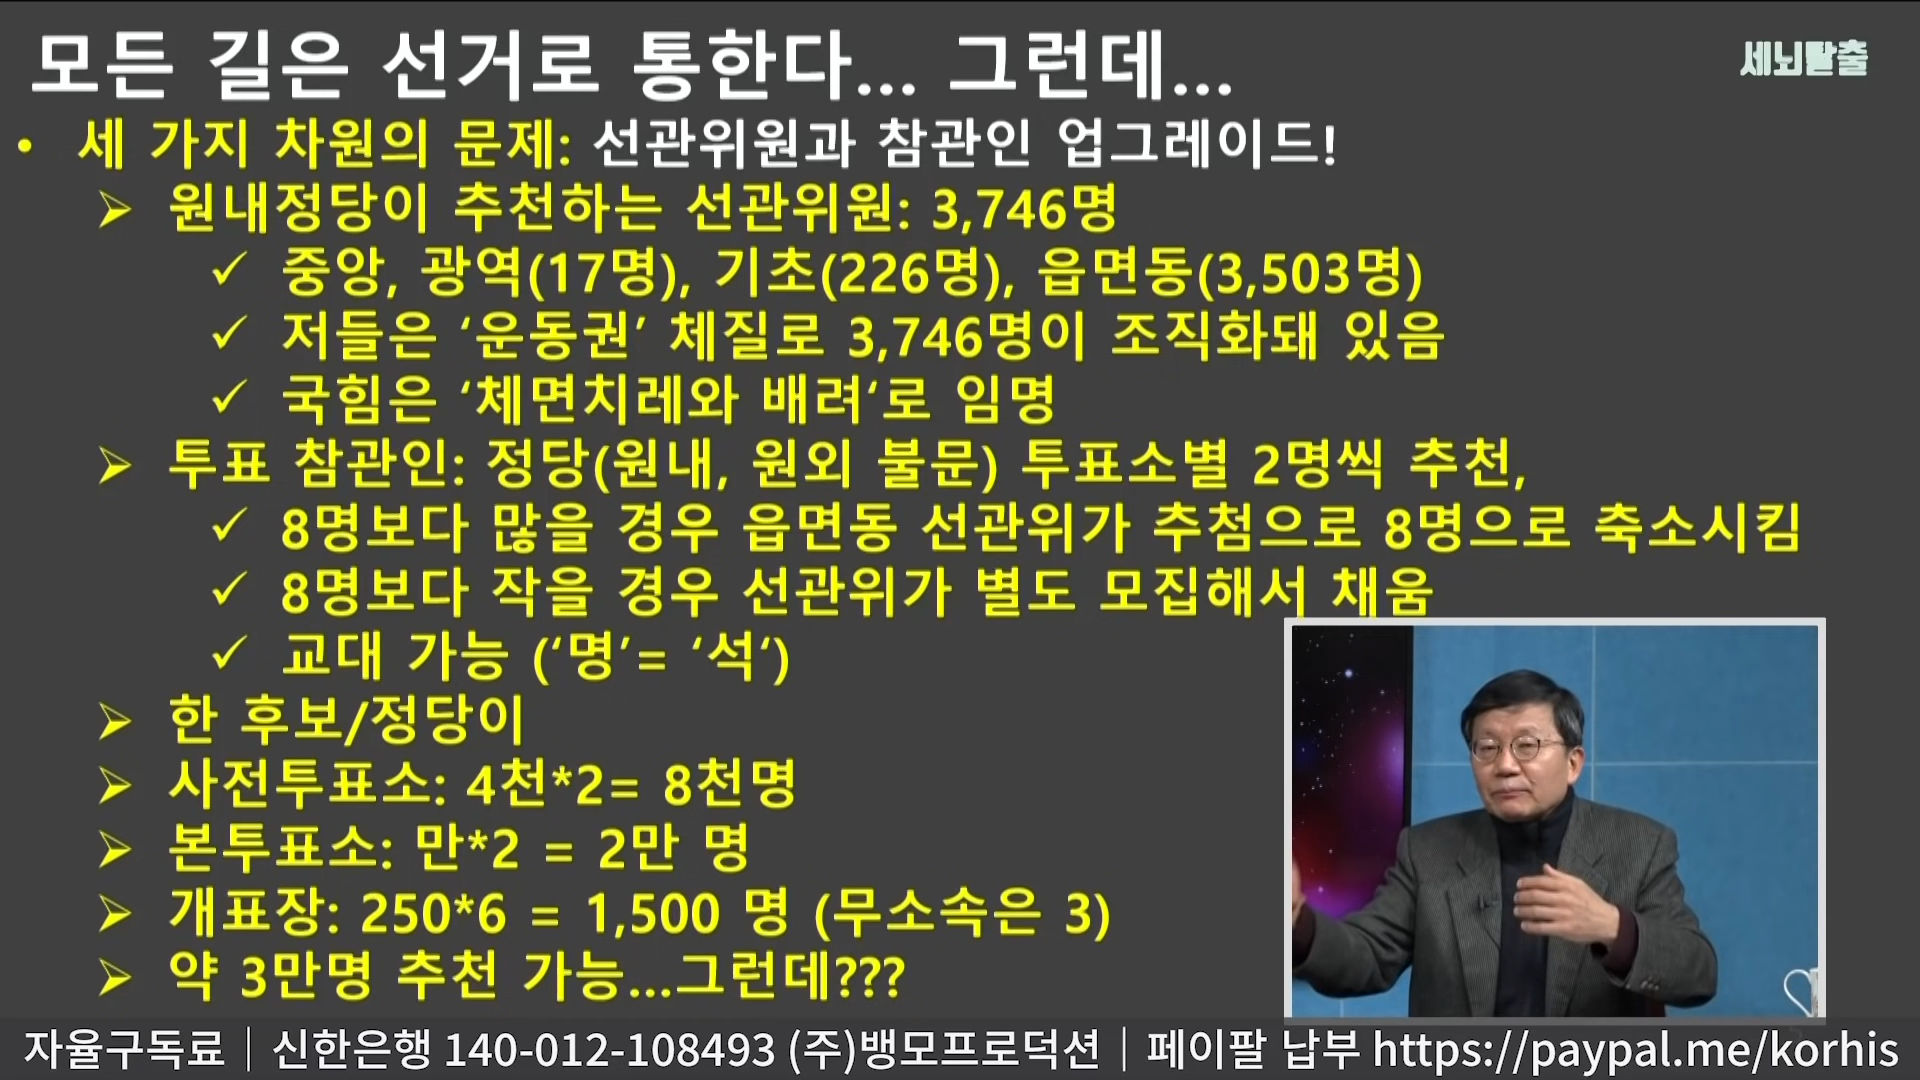 모든 길은 선거로 통한다... 그런데...
세뇌탈출
• 세 가지 차원의 문제: 선관위원과 참관인 업그레이드!
➢ 원내정당이 추천하는 선관위원: 3,746명
✓ 중앙, 광역(17명), 기초(226명), 읍면동(3,503명)
✓ 저들은 ‘운동권’ 체질로 3,746명이 조직화돼 있음
✓ 국힘은 ‘체면치레와 배려‘로 임명
➢ 투표 참관인: 정당(원내, 원외 불문) 투표소별 2명씩 추천,
✓ 8명보다 많을 경우 읍면동 선관위가 추첨으로 8명으로 축소시킴
✓ 8명보다 작을 경우 선관위가 별도 모집해서 채움
✓ 교대 가능 (‘명’= ‘석‘)
➢ 한 후보/정당이
➢ 사전투표소: 4천*2= 8천명
➢ 본투표소: 만*2 = 2만 명
➢ 개표장: 250*6 = 1,500 명 (무소속은 3)
➢ 약 3만명 추천 가능...그런데???
자율구독료｜신한은행 140-012-108493 (주)뱅모프로덕션｜페이팔 납부 https://paypal.me/korhis